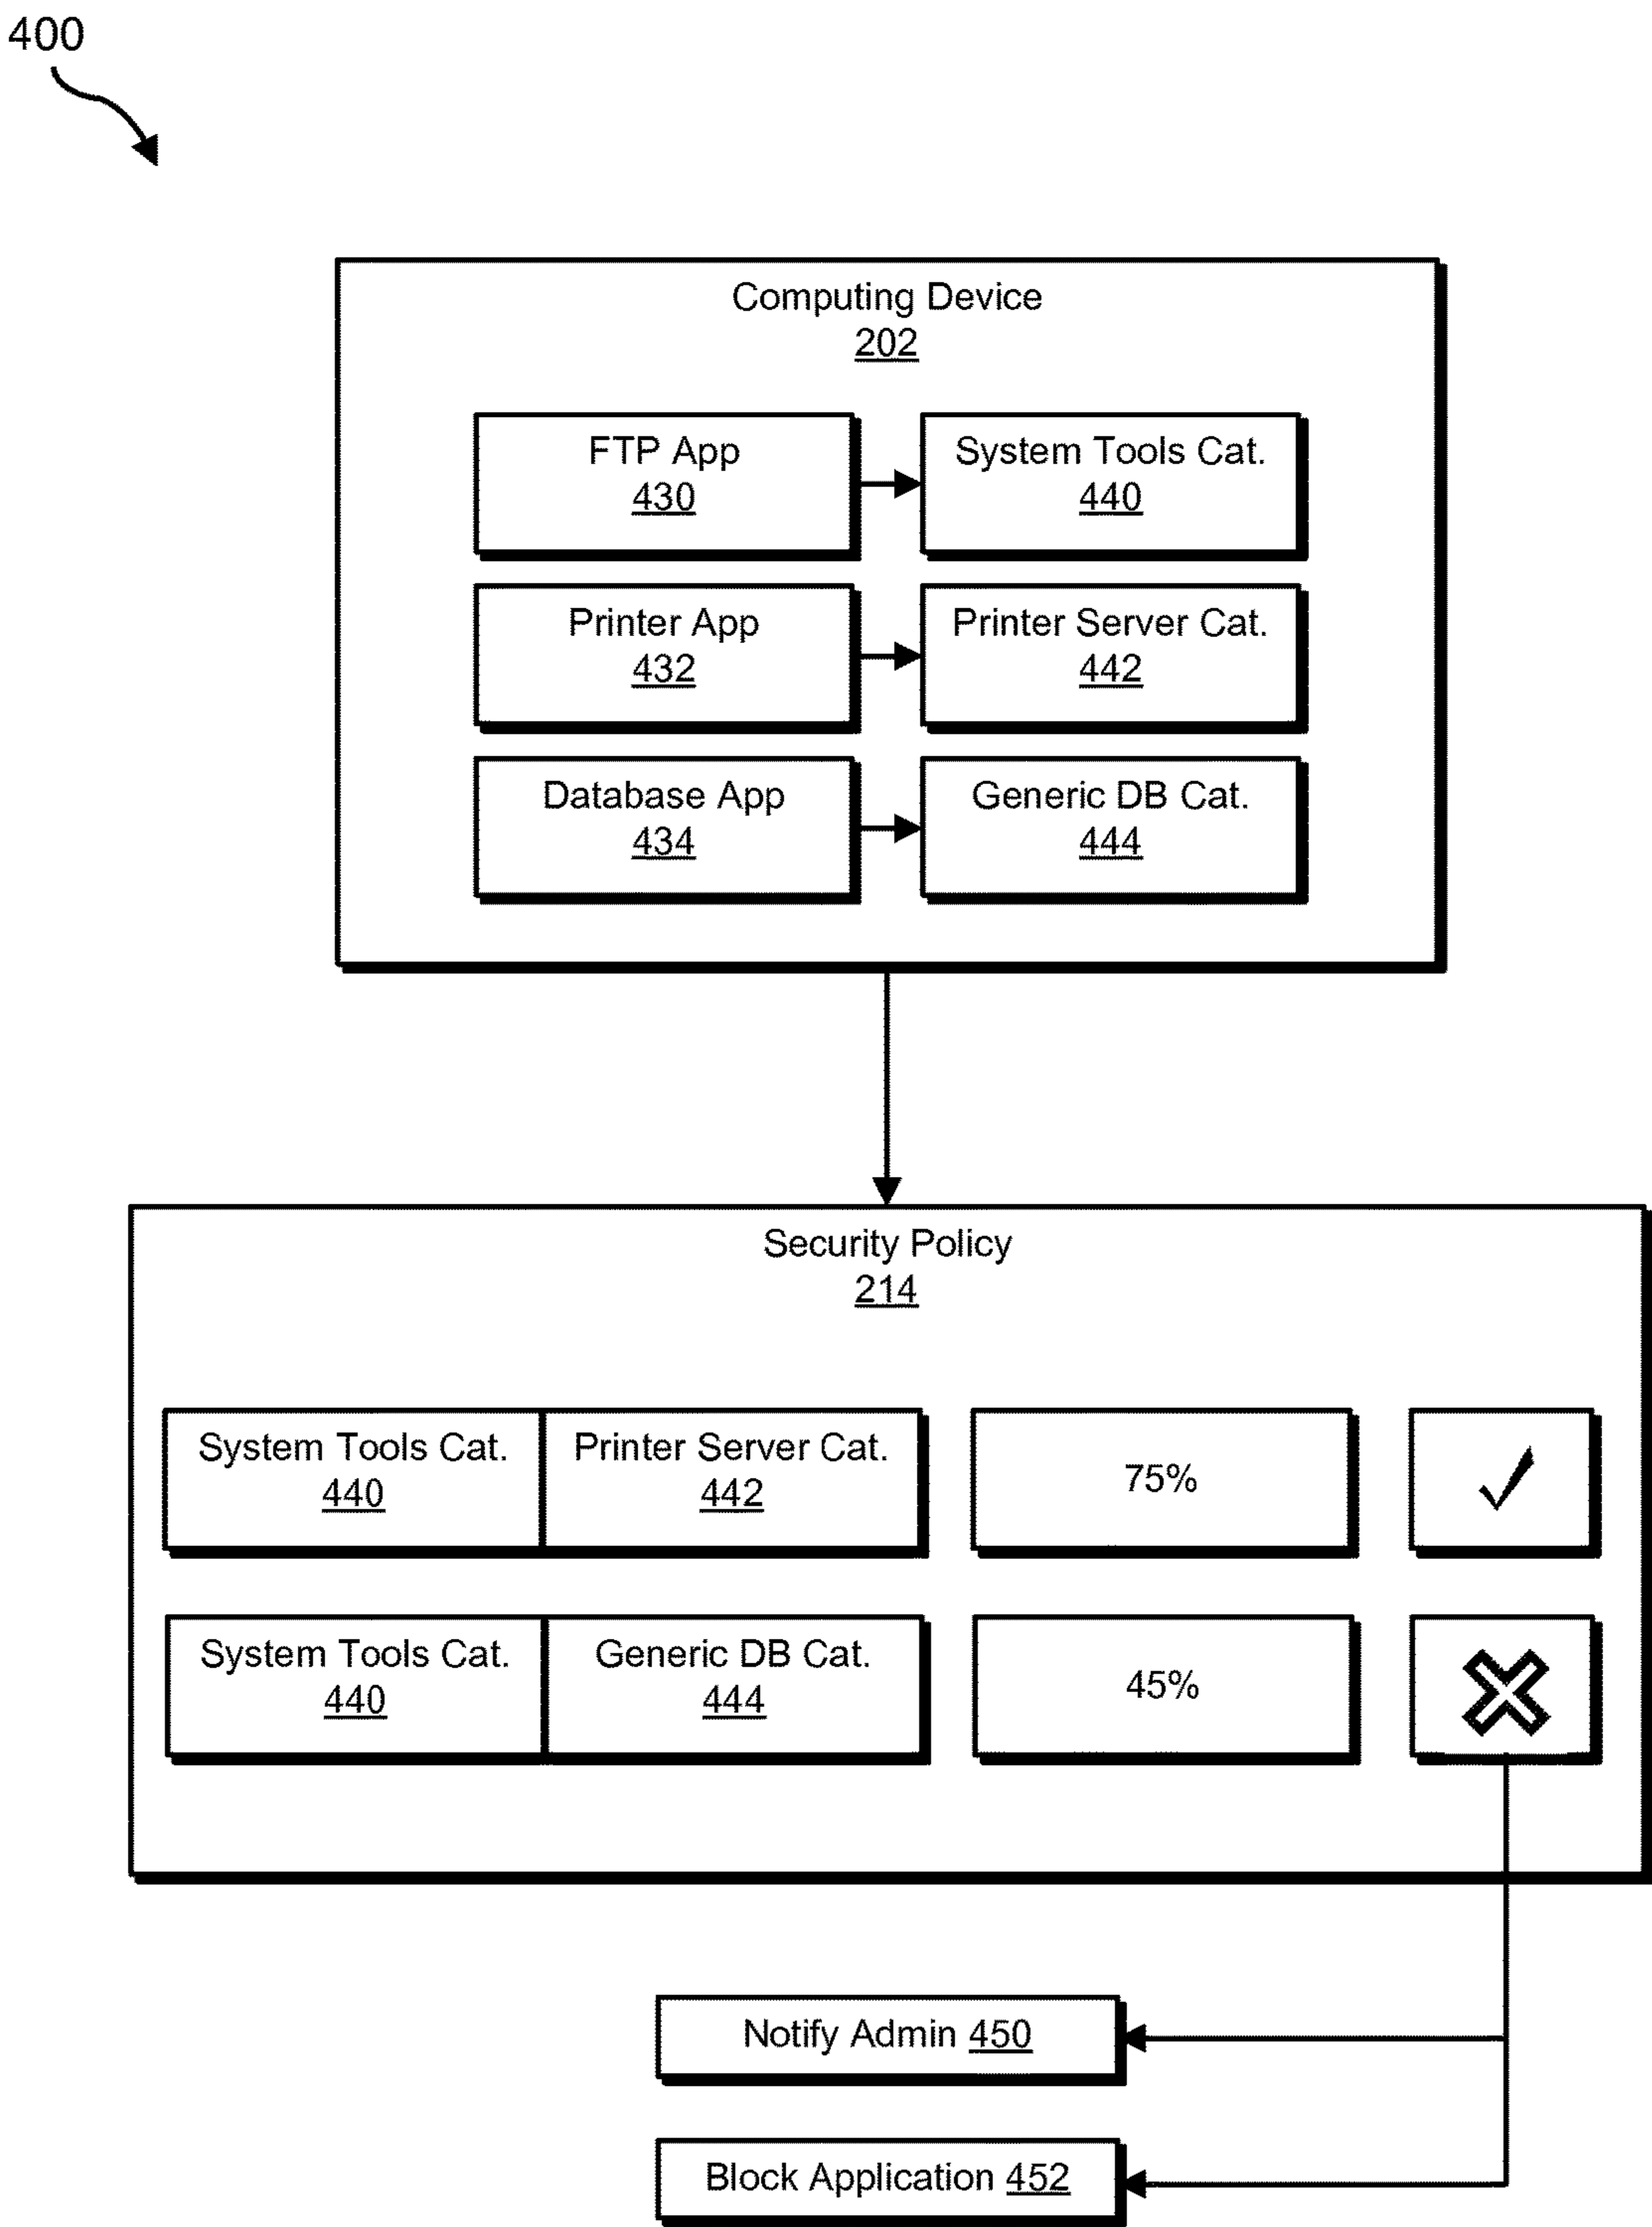 400
Computing Device
202
FTP App
430
System Tools Cat.
440
Printer App
432
Printer Server Cat.
442
Database App
434
Generic DB Cat.
444
Security Policy
214
System Tools Cat.
440
Printer Server Cat.
442
75%
System Tools Cat.
440
Generic DB Cat.
444
45%
Notify Admin 450
Block Application 452